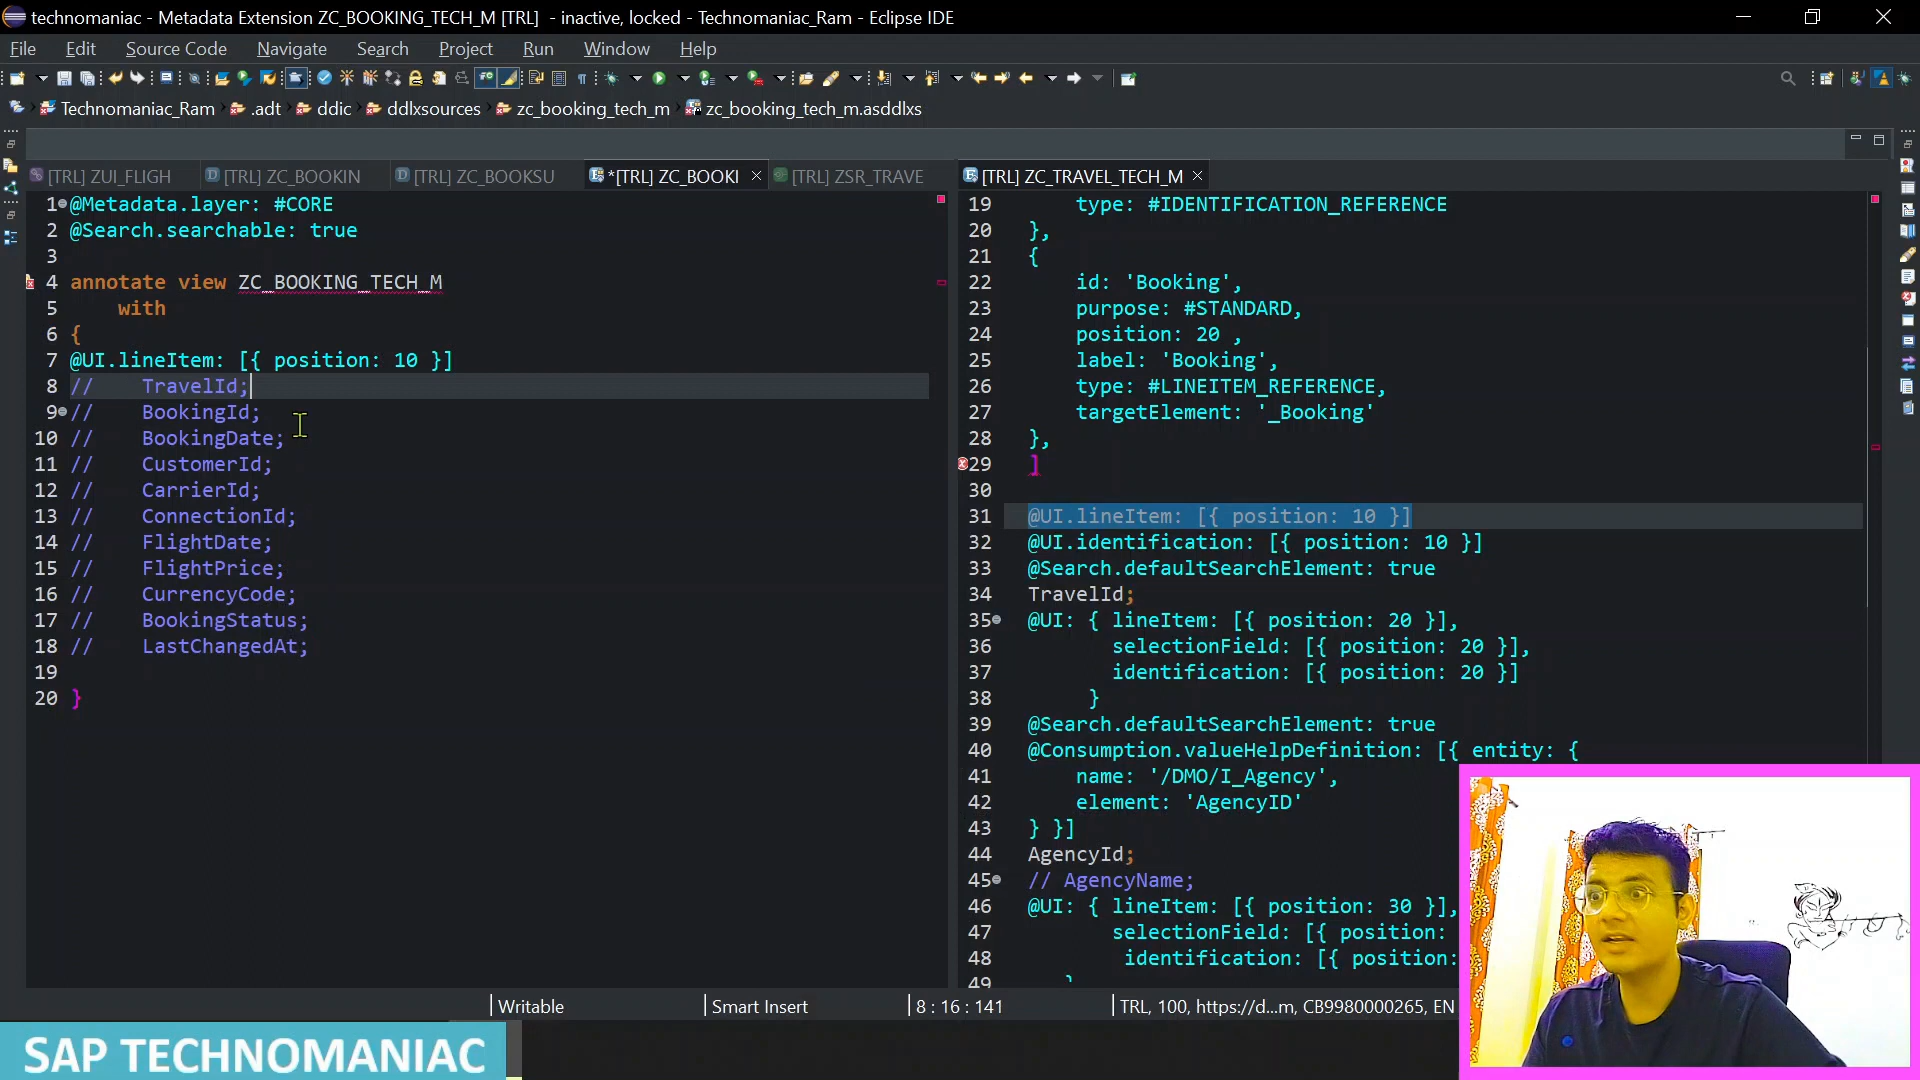 technomaniac - Metadata Extension ZC_BOOKING_TECH_M [TRL] - inactive, locked - Technomaniac_Ram - Eclipse IDE
File Edit Source Code Navigate Search Project Run Window Help
Technomaniac_Ram .adt ddic ddlxsources zc_booking_tech_m zc_booking_tech_m.asddlxs
[TRL] ZUI_FLIGH [TRL] ZC_BOOKIN [TRL] ZC_BOOKSU *[TRL] ZC_BOOKI [TRL] ZSR_TRAVE
1 @Metadata.layer: #CORE
2 @Search.searchable: true
3
4 annotate view ZC_BOOKING_TECH_M
5 with
6 {
7 @UI.lineItem: [{ position: 10 }]
8 // TravelId;
9 // BookingId;
10 // BookingDate;
11 // CustomerId;
12 // CarrierId;
13 // ConnectionId;
14 // FlightDate;
15 // FlightPrice;
16 // CurrencyCode;
17 // BookingStatus;
18 // LastChangedAt;
19
20 }
[TRL] ZC_TRAVEL_TECH_M
19 type: #IDENTIFICATION_REFERENCE
20 },
21 {
22 id: 'Booking',
23 purpose: #STANDARD,
24 position: 20 ,
25 label: 'Booking',
26 type: #LINEITEM_REFERENCE,
27 targetElement: '_Booking'
28 },
29 ]
30
31 @UI.lineItem: [{ position: 10 }]
32 @UI.identification: [{ position: 10 }]
33 @Search.defaultSearchElement: true
34 TravelId;
35 @UI: { lineItem: [{ position: 20 }],
36 selectionField: [{ position: 20 }],
37 identification: [{ position: 20 }]
38 }
39 @Search.defaultSearchElement: true
40 @Consumption.valueHelpDefinition: [{ entity: {
41 name: '/DMO/I_Agency',
42 element: 'AgencyID'
43 } }]
44 AgencyId;
45 // AgencyName;
46 @UI: { lineItem: [{ position: 30 }],
47 selectionField: [{ position:
48 identification: [{ position:
49 }
Writable Smart Insert 8 : 16 : 141 TRL, 100, https://d...m, CB9980000265, EN
SAP TECHNOMANIAC